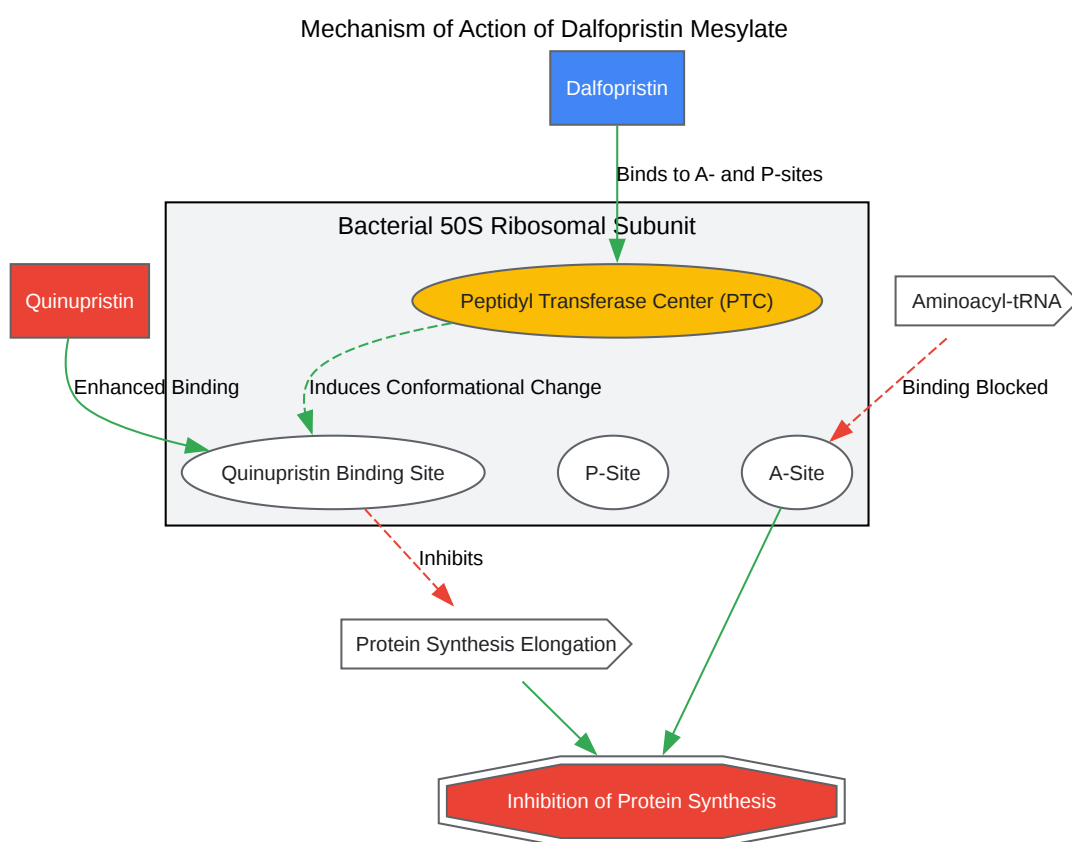 Mechanism of Action of Dalfopristin Mesylate
Dalfopristin
Binds to A- and P-sites
Bacterial 50S Ribosomal Subunit
Quinupristin
Peptidyl Transferase Center (PTC)
Aminoacyl-tRNA
Enhanced Binding
Induces Conformational Change
Binding Blocked
Quinupristin Binding Site
P-Site
A-Site
Inhibits
Protein Synthesis Elongation
Inhibition of Protein Synthesis